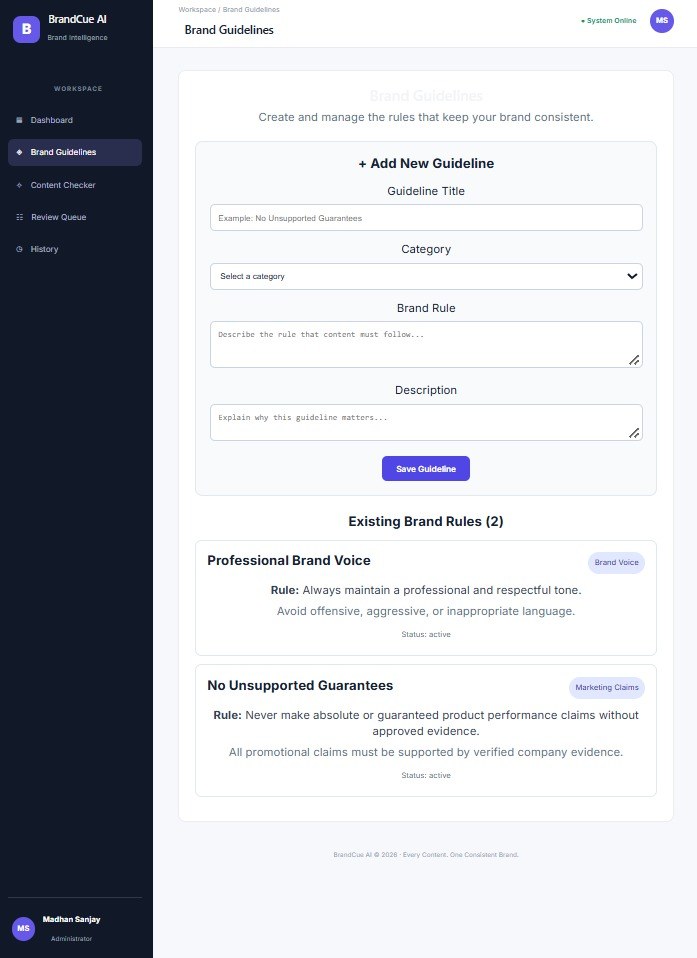 B
BrandCue AI
Brand Intelligence
WORKSPACE
Dashboard
Brand Guidelines
Content Checker
Review Queue
History
MS
Madhan Sanjay
Administrator
Workspace / Brand Guidelines
Brand Guidelines
● System Online
MS
Brand Guidelines
Create and manage the rules that keep your brand consistent.
+ Add New Guideline
Guideline Title
Example: No Unsupported Guarantees
Category
Select a category
Brand Rule
Describe the rule that content must follow...
Description
Explain why this guideline matters...
Save Guideline
Existing Brand Rules (2)
Professional Brand Voice
Brand Voice
Rule: Always maintain a professional and respectful tone.
Avoid offensive, aggressive, or inappropriate language.
Status: active
No Unsupported Guarantees
Marketing Claims
Rule: Never make absolute or guaranteed product performance claims without
approved evidence.
All promotional claims must be supported by verified company evidence.
Status: active
BrandCue AI © 2026 · Every Content. One Consistent Brand.